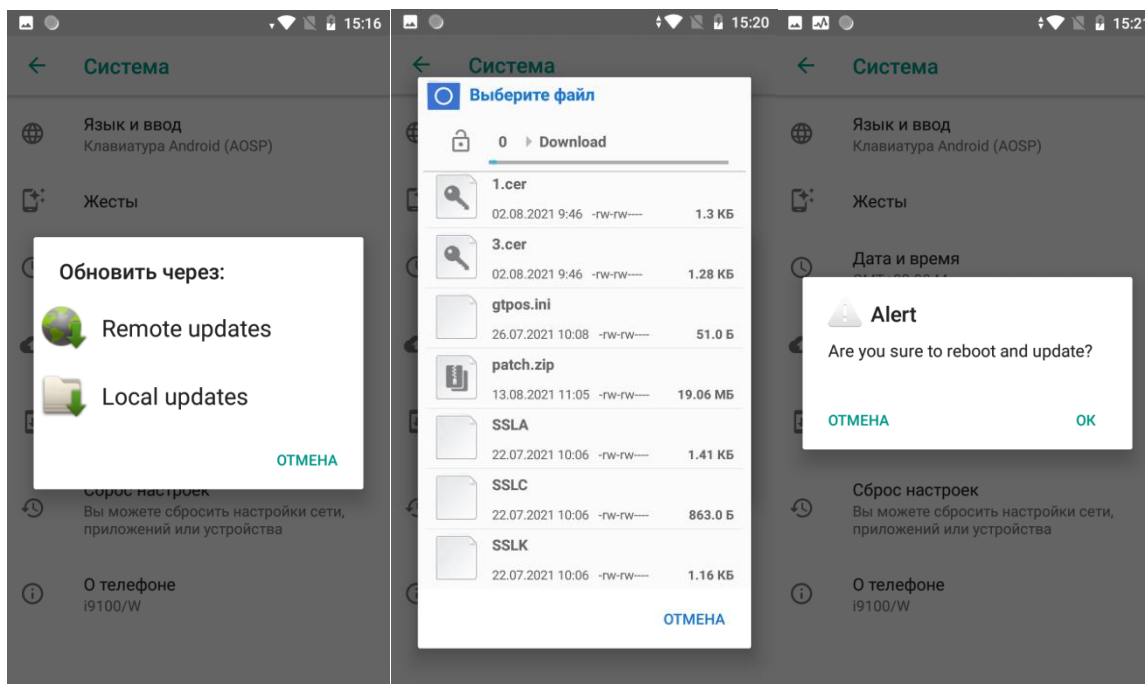 15:16
Система
Язык и ввод
Клавиатура Android (AOSP)
Жесты
Обновить через:
Remote updates
Local updates
ОТМЕНА
Сброс настроек
Вы можете сбросить настройки сети,
приложений или устройства
О телефоне
i9100/W
15:20
Система
Выберите файл
0 Download
1.cer
02.08.2021 9:46 -rw-rw---- 1.3 КБ
3.cer
02.08.2021 9:46 -rw-rw---- 1.28 КБ
gtpos.ini
26.07.2021 10:08 -rw-rw---- 51.0 Б
patch.zip
13.08.2021 11:05 -rw-rw---- 19.06 МБ
SSLA
22.07.2021 10:06 -rw-rw---- 1.41 КБ
SSLC
22.07.2021 10:06 -rw-rw---- 863.0 Б
SSLK
22.07.2021 10:06 -rw-rw---- 1.16 КБ
ОТМЕНА
15:21
Система
Язык и ввод
Клавиатура Android (AOSP)
Жесты
Дата и время
Alert
Are you sure to reboot and update?
ОТМЕНА ОК
Сброс настроек
Вы можете сбросить настройки сети,
приложений или устройства
О телефоне
i9100/W